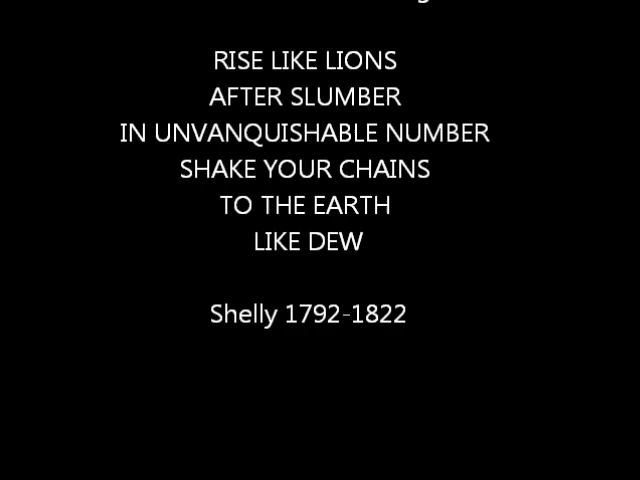 RISE LIKE LIONS
AFTER SLUMBER
IN UNVANQUISHABLE NUMBER
SHAKE YOUR CHAINS
TO THE EARTH
LIKE DEW
Shelly 1792-1822